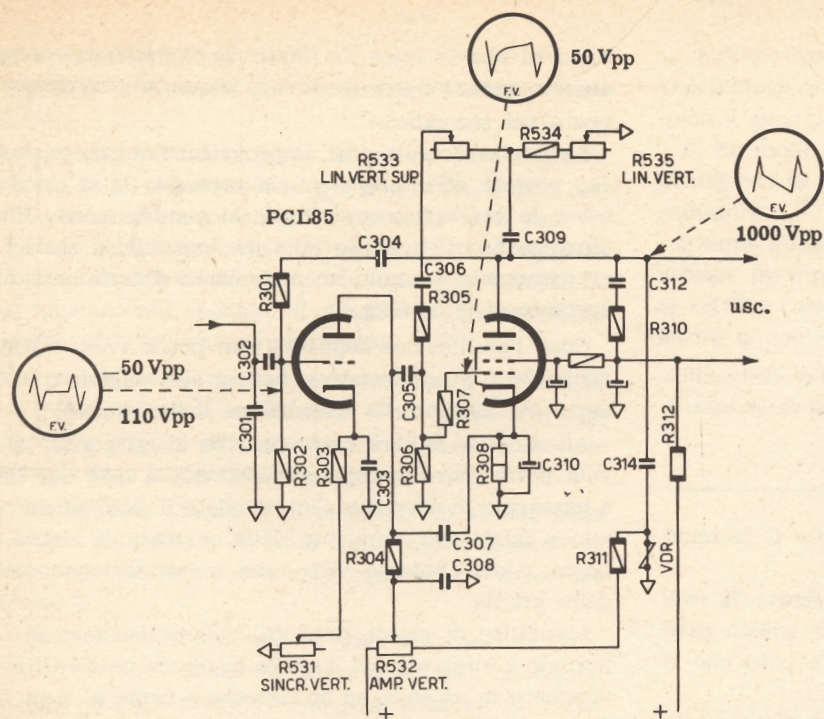 50 Vpp
F.V.
R533
LIN.VERT. SUP.
R534
R535
LIN. VERT.
F.V.
1000 Vpp
PCL85
C304
C309
R301
C306
R305
C312
usc.
R310
C302
50 Vpp
110 Vpp
F.V.
C301
R302
R303
C303
C305
R306
R307
R308
C310
C314
R312
R304
C307
C308
R311
VDR
R531
SINCR. VERT.
R532
AMP. VERT.
+
+